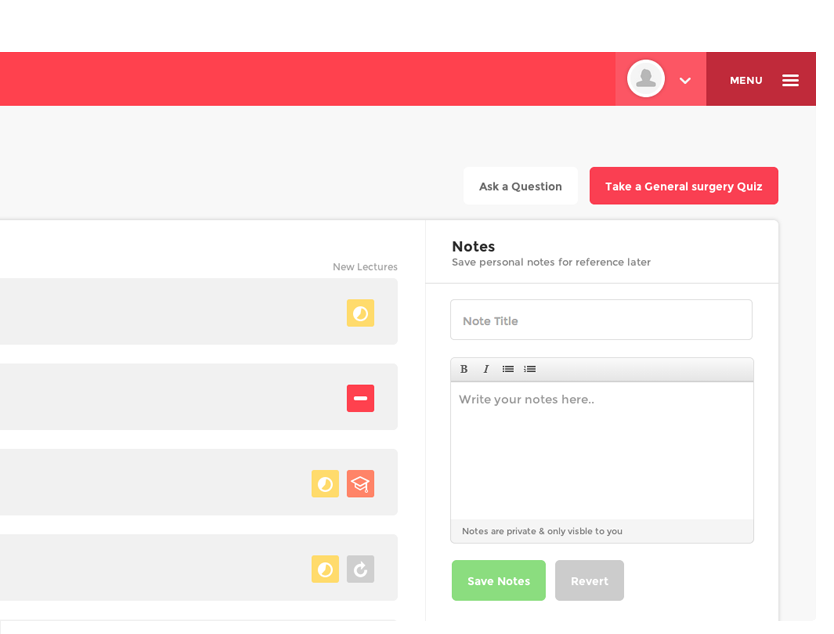 MENU
Ask a Question
Take a General surgery Quiz
New Lectures
Notes
Save personal notes for reference later
Note Title
B I
Write your notes here..
Notes are private & only visble to you
Save Notes
Revert